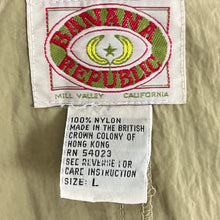 BANANA
REPUBLIC
MILL VALLEY CALIFORNIA
100% NYLON
MADE IN THE BRITISH
CROWN COLONY OF
HONG KONG
RN 54023
SEE REVERSE FOR
CARE INSTRUCTION
SIZE: L